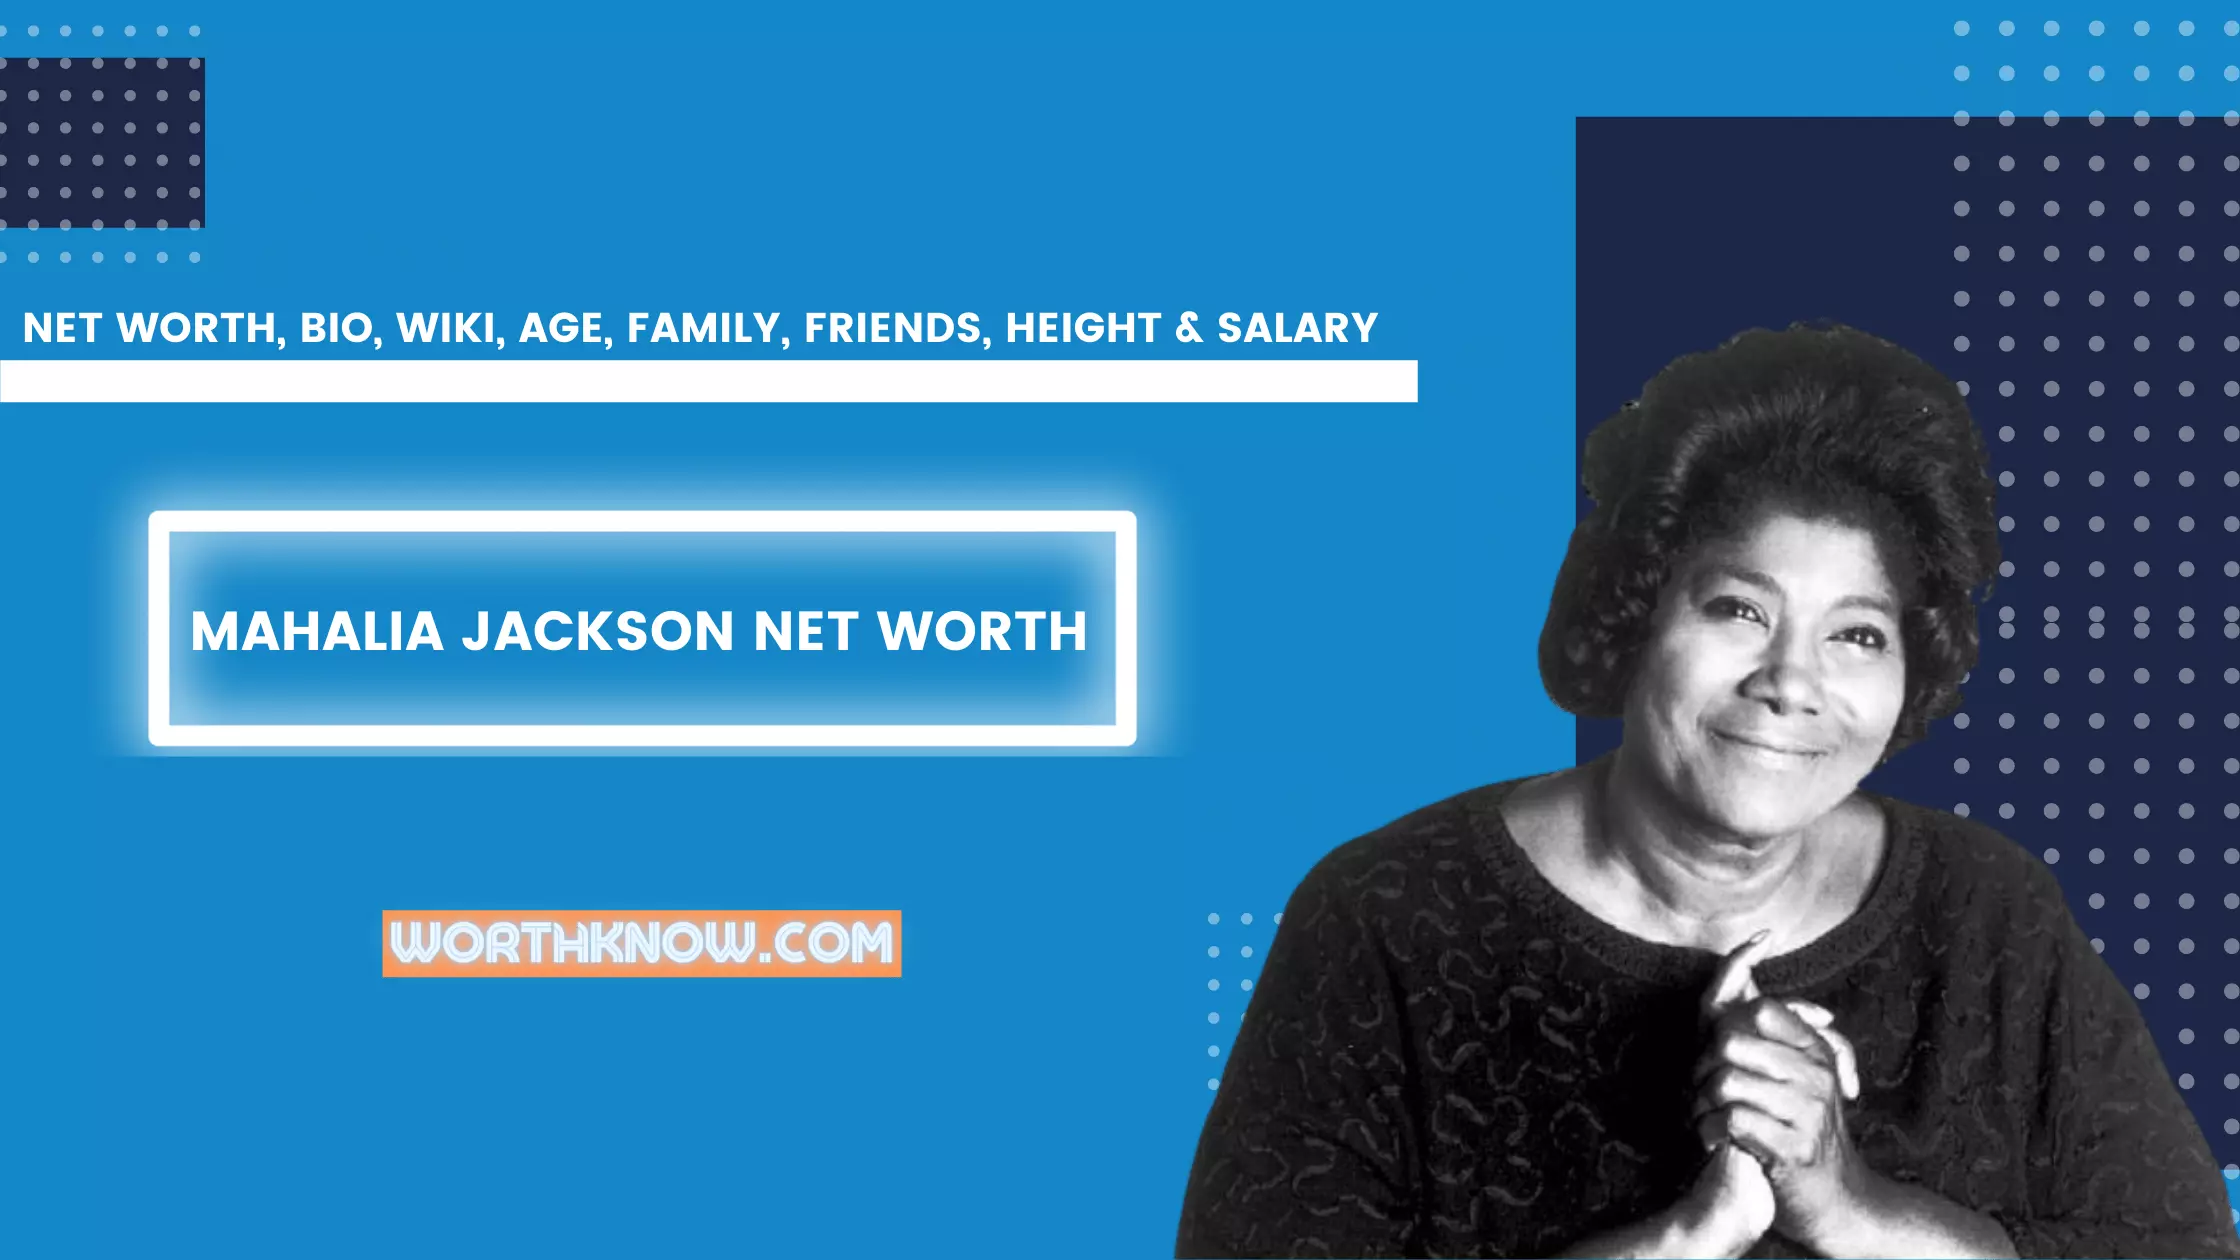 NET WORTH, BIO, WIKI, AGE, FAMILY, FRIENDS, HEIGHT & SALARY
MAHALIA JACKSON NET WORTH
WORTHKNOW.COM